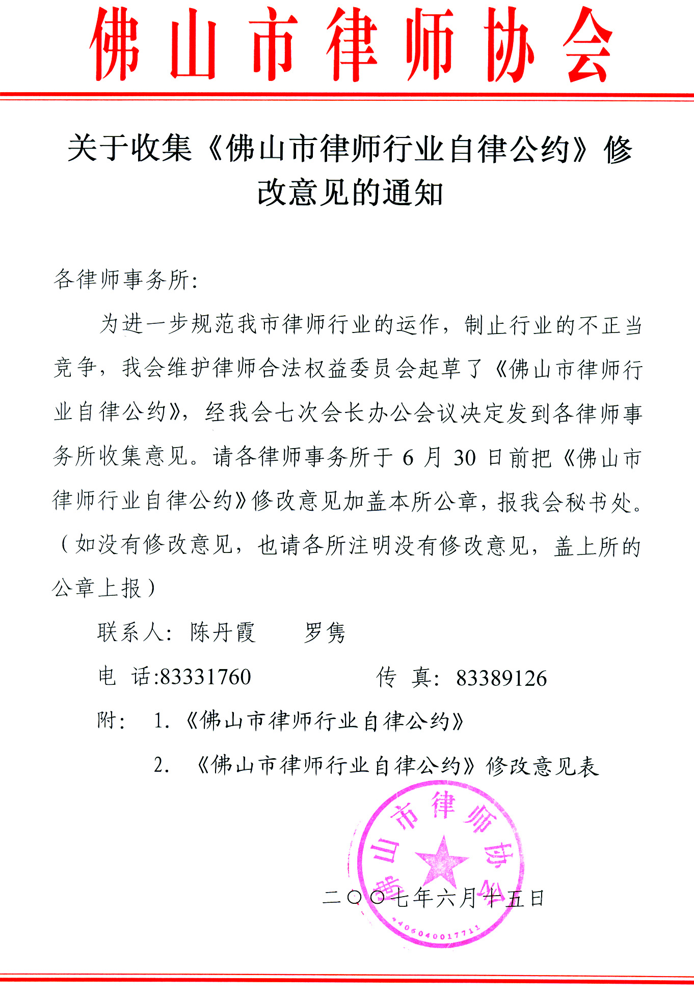 佛山市律师协会
关于收集《佛山市律师行业自律公约》修
改意见的通知
各律师事务所:
为进一步规范我市律师行业的运作，制止行业的不正当
竞争，我会维护律师合法权益委员会起草了《佛山市律师行
业自律公约》，经我会七次会长办公会议决定发到各律师事
务所收集意见。请各律师事务所于 6 月 30 日前把《佛山市
律师行业自律公约》修改意见加盖本所公章，报我会秘书处。
（如没有修改意见，也请各所注明没有修改意见，盖上所的
公章上报）
联系人：陈丹霞 罗隽
电 话:83331760 传 真：83389126
附： 1.《佛山市律师行业自律公约》
2. 《佛山市律师行业自律公约》修改意见表
佛山市律师协会
二〇〇七年六月十五日
4406040017711